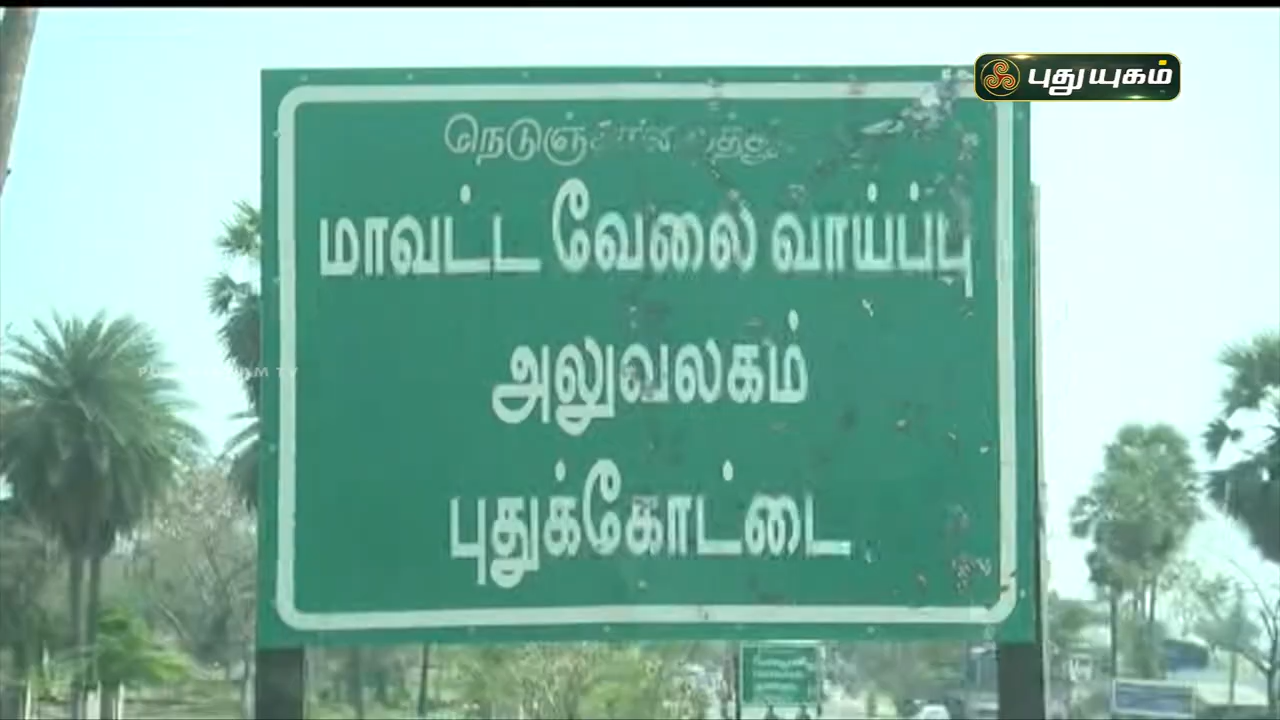 புதுயுகம்
மாவட்ட வேலை வாய்ப்பு
அலுவலகம்
புதுக்கோட்டை